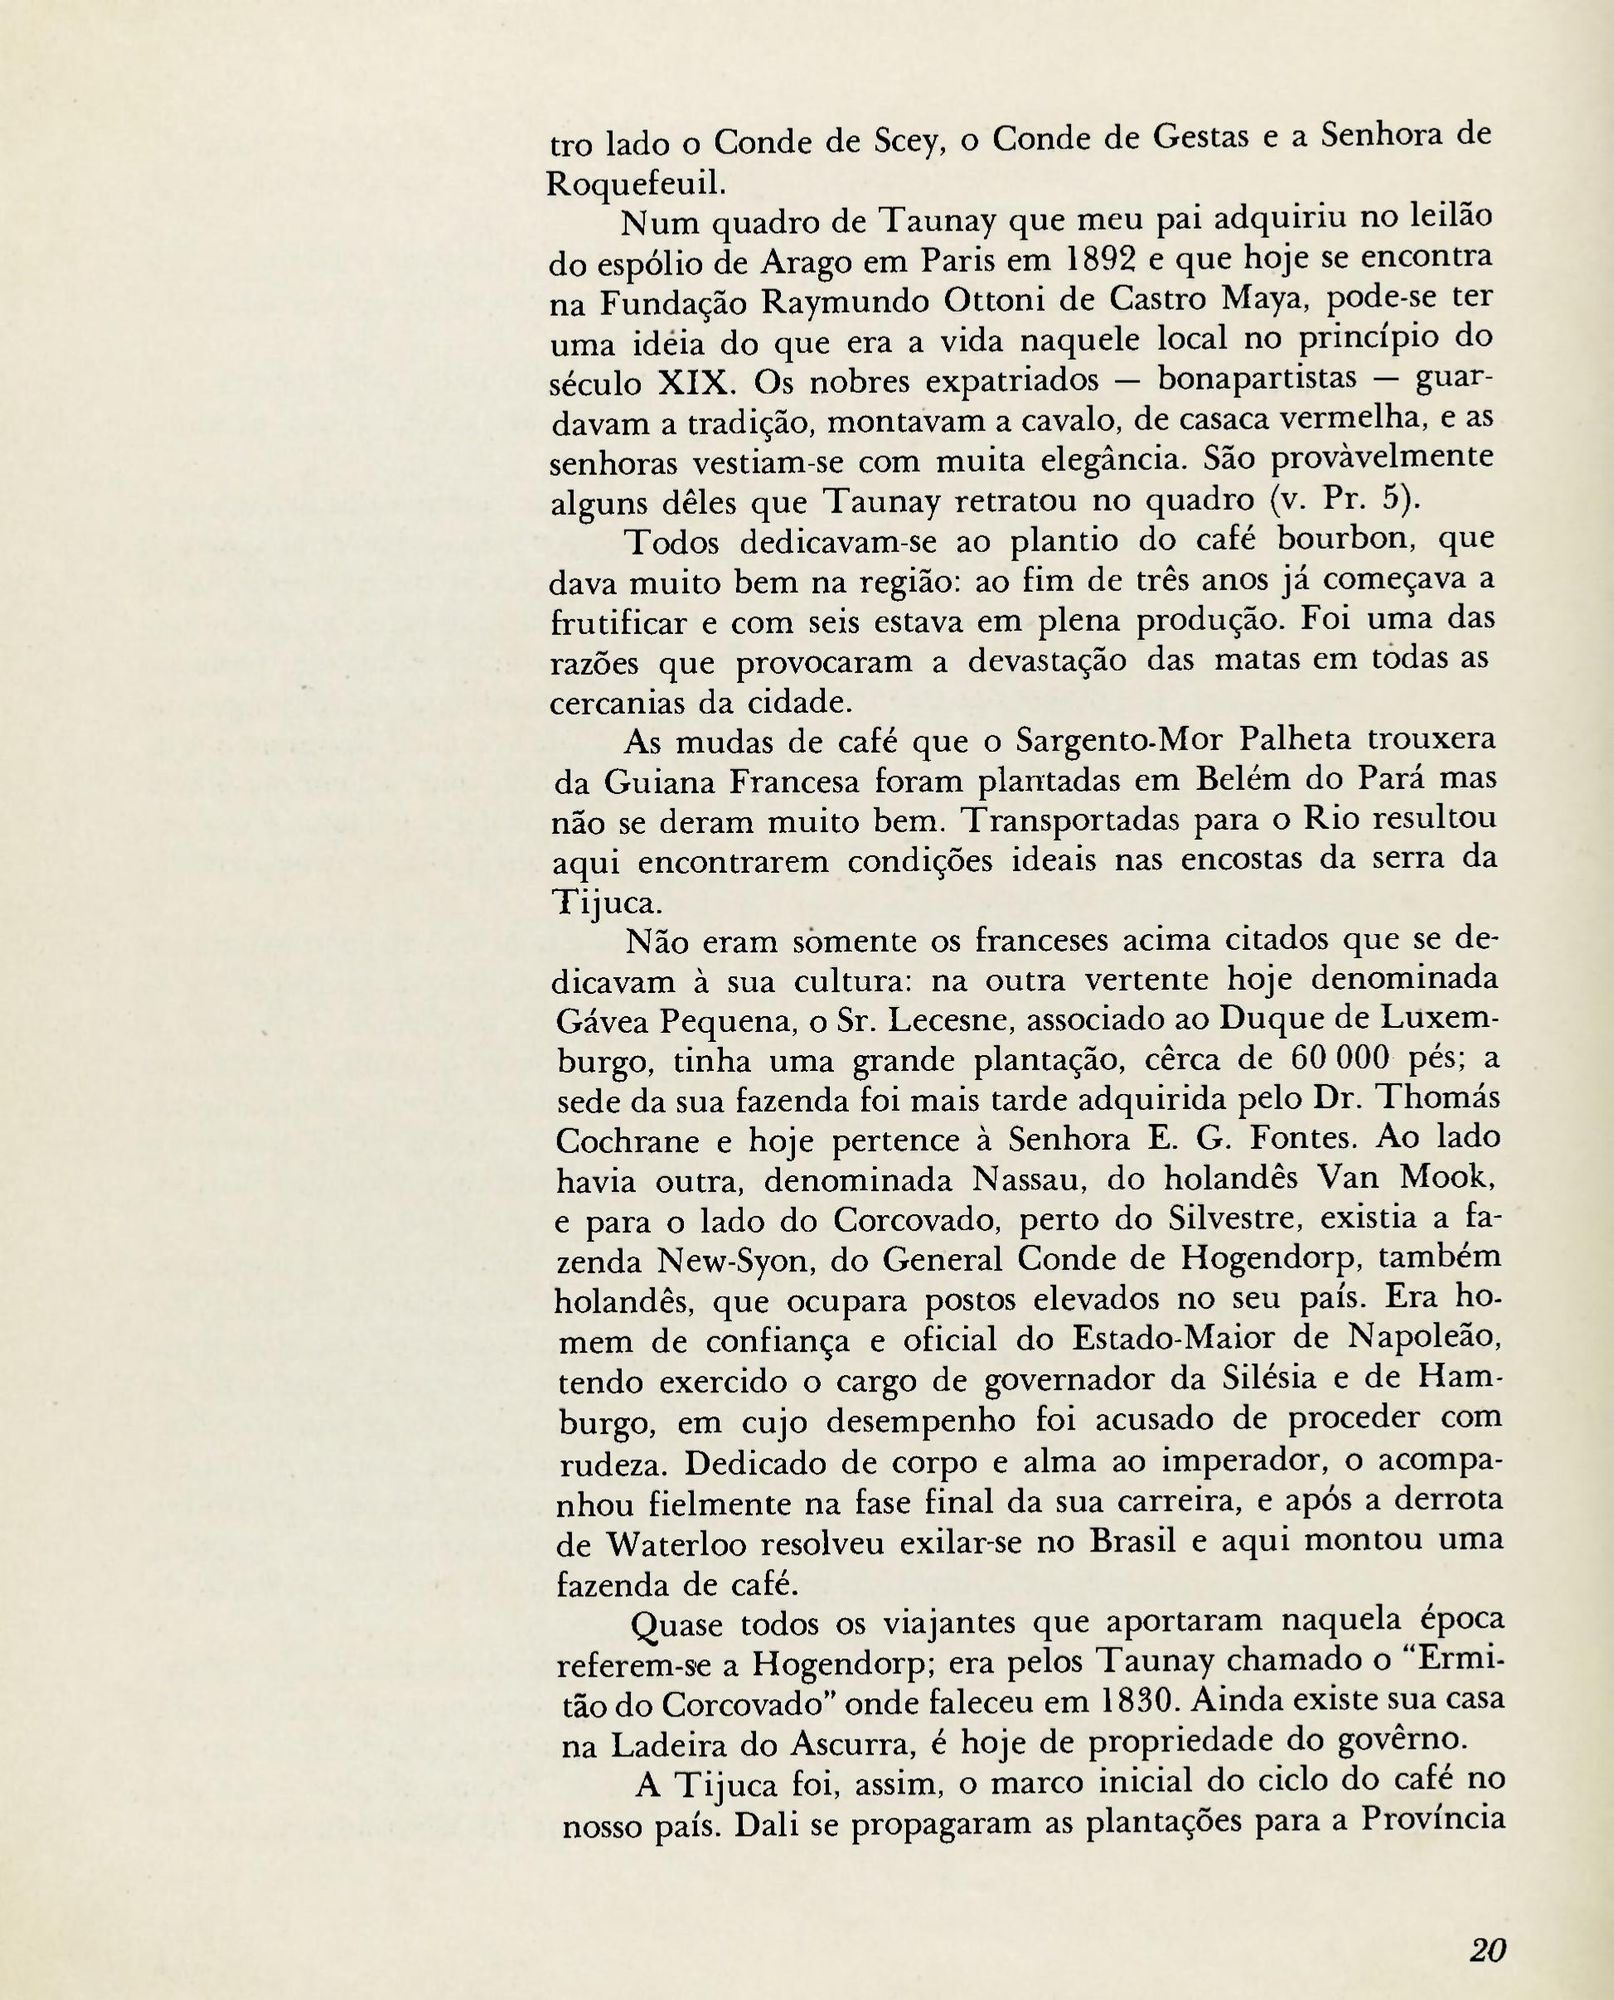 tro lado o Conde de Scey, o Conde de Gestas e a Senhora de
Roquefeuil.
Num quadro de Taunay que meu pai adquiriu no leilão
do espólio de Arago em Paris em 1892 e que hoje se encontra
na Fundação Raymundo Ottoni de Castro Maya, pode-se ter
uma idéia do que era a vida naquele local no princípio do
século XIX. Os nobres expatriados — bonapartistas — guar-
davam a tradição, montavam a cavalo, de casaca vermelha, e as
senhoras vestiam-se com muita elegância. São provàvelmente
alguns dêles que Taunay retratou no quadro (v. Pr. 5).
Todos dedicavam-se ao plantio do café bourbon, que
dava muito bem na região: ao fim de três anos já começava a
frutificar e com seis estava em plena produção. Foi uma das
razões que provocaram a devastação das matas em tôdas as
cercanias da cidade.
As mudas de café que o Sargento-Mor Palheta trouxera
da Guiana Francesa foram plantadas em Belém do Pará mas
não se deram muito bem. Transportadas para o Rio resultou
aqui encontrarem condições ideais nas encostas da serra da
Tijuca.
Não eram sòmente os franceses acima citados que se de-
dicavam à sua cultura: na outra vertente hoje denominada
Gávea Pequena, o Sr. Lecesne, associado ao Duque de Luxem-
burgo, tinha uma grande plantação, cêrca de 60 000 pés; a
sede da sua fazenda foi mais tarde adquirida pelo Dr. Thomás
Cochrane e hoje pertence à Senhora E. G. Fontes. Ao lado
havia outra, denominada Nassau, do holandês Van Mook,
e para o lado do Corcovado, perto do Silvestre, existia a fa-
zenda New-Syon, do General Conde de Hogendorp, também
holandês, que ocupara postos elevados no seu país. Era ho-
mem de confiança e oficial do Estado-Maior de Napoleão,
tendo exercido o cargo de governador da Silésia e de Ham-
burgo, em cujo desempenho foi acusado de proceder com
rudeza. Dedicado de corpo e alma ao imperador, o acompa-
nhou fielmente na fase final da sua carreira, e após a derrota
de Waterloo resolveu exilar-se no Brasil e aqui montou uma
fazenda de café.
Quase todos os viajantes que aportaram naquela época
referem-se a Hogendorp; era pelos Taunay chamado o “Ermi-
tão do Corcovado” onde faleceu em 1830. Ainda existe sua casa
na Ladeira do Ascurra, é hoje de propriedade do govêrno.
A Tijuca foi, assim, o marco inicial do ciclo do café no
nosso país. Dali se propagaram as plantações para a Província
20